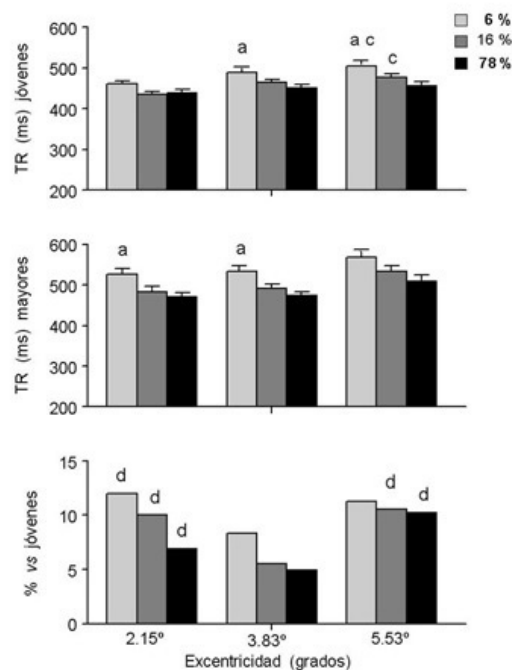 6 %
16 %
78 %
TR (ms) jóvenes
600
500
400
300
200
a
a c
c
TR (ms) mayores
600
500
400
300
200
a
a
% vs jóvenes
15
10
5
0
d
d
d
d
d
2.15º
3.83º
5.53º
Excentricidad (grados)